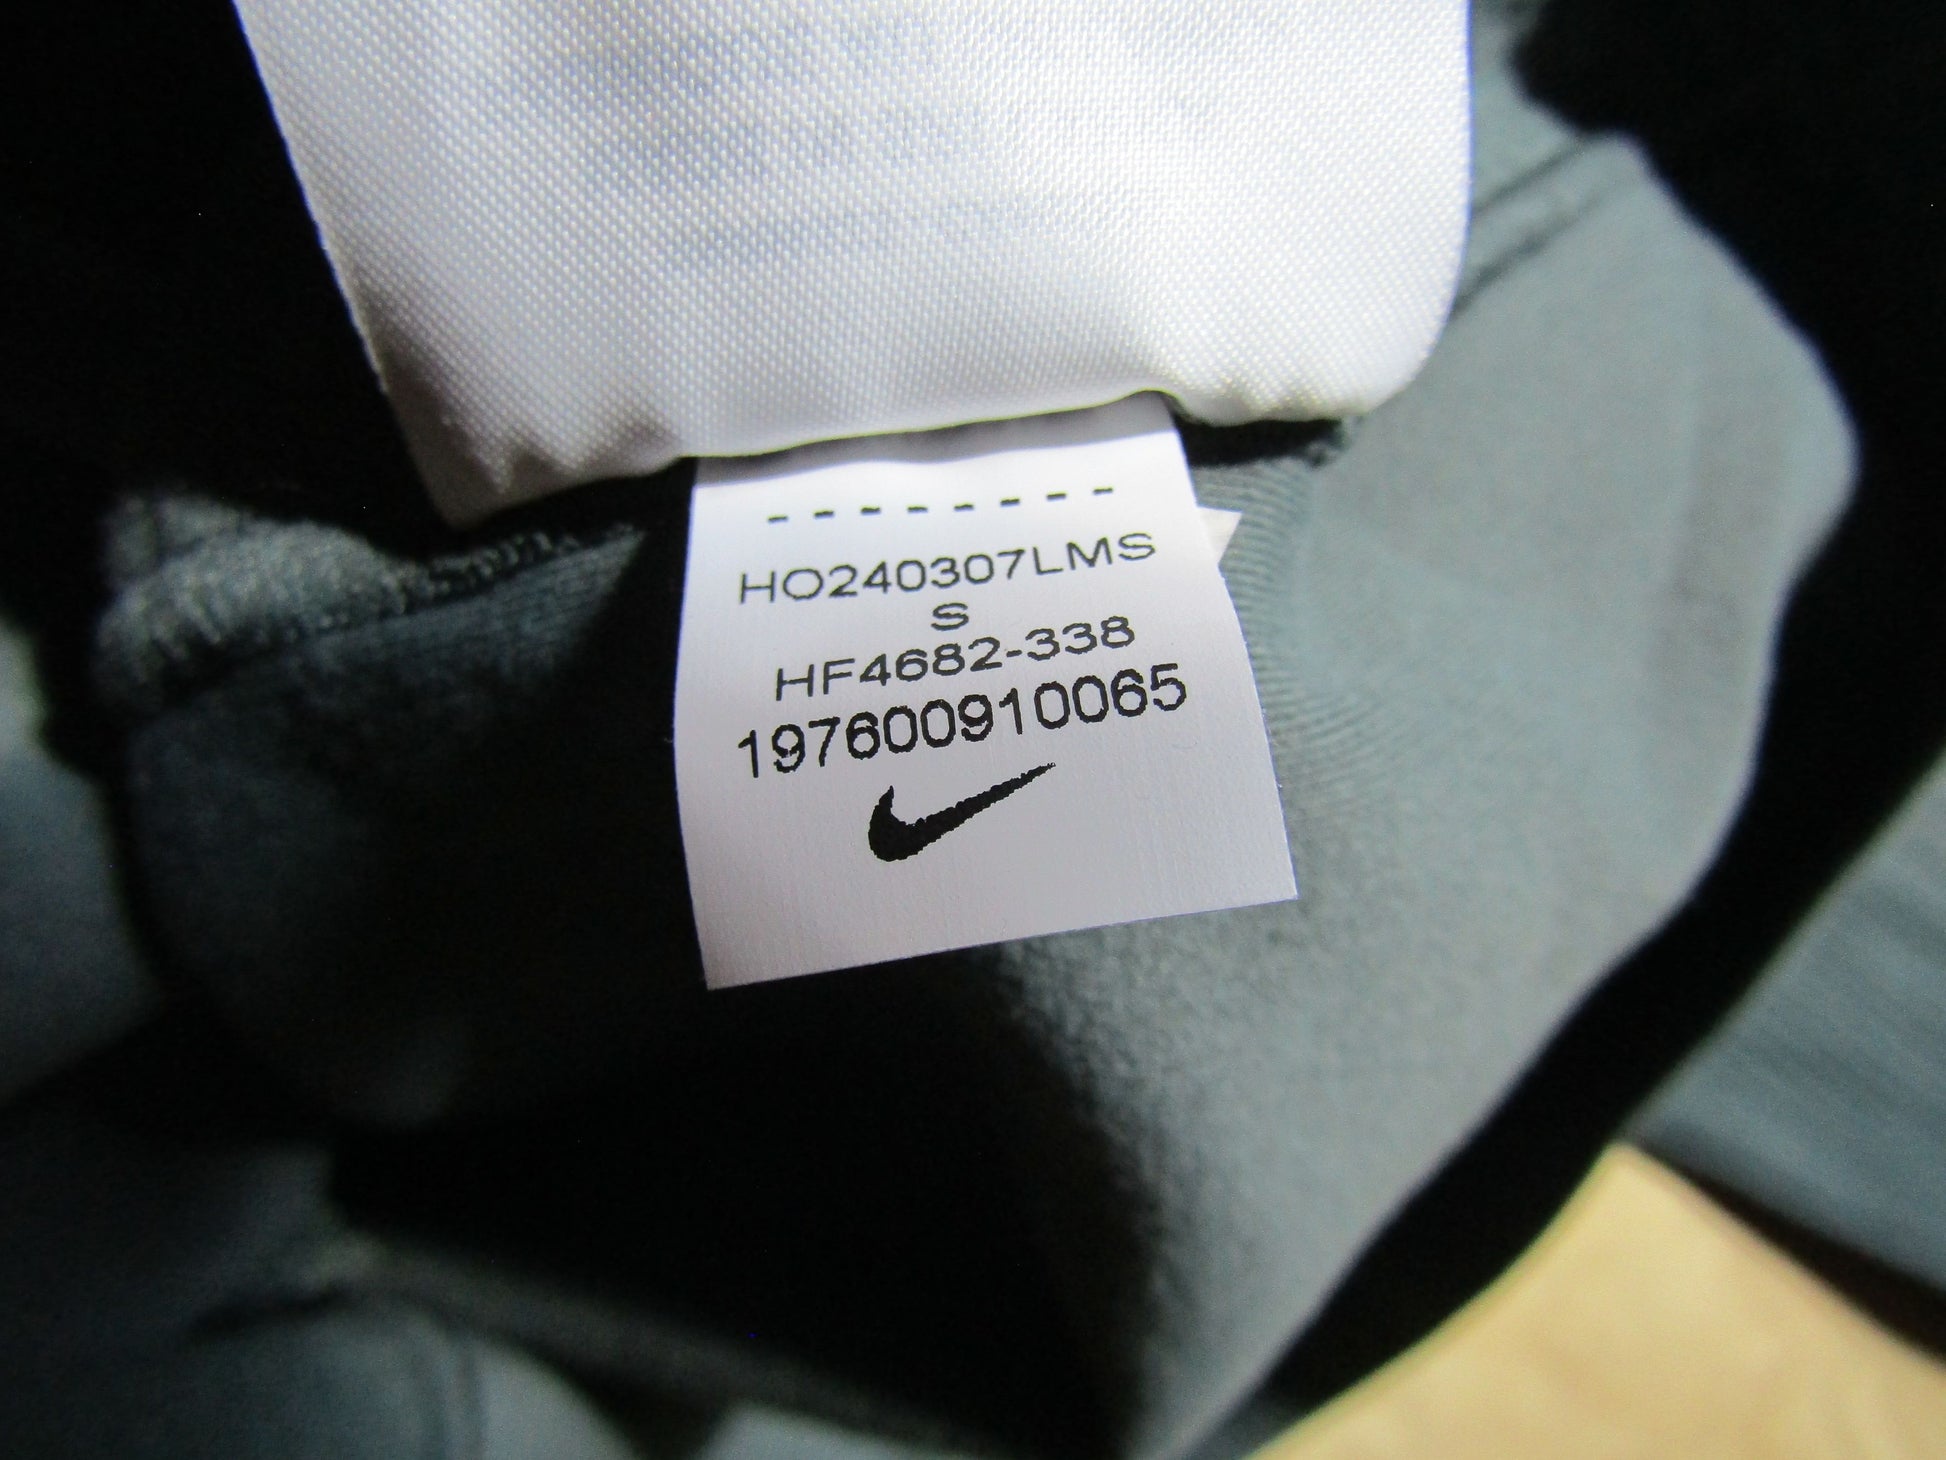 --------
HO240307LMS
S
HF4682-338
197600910065